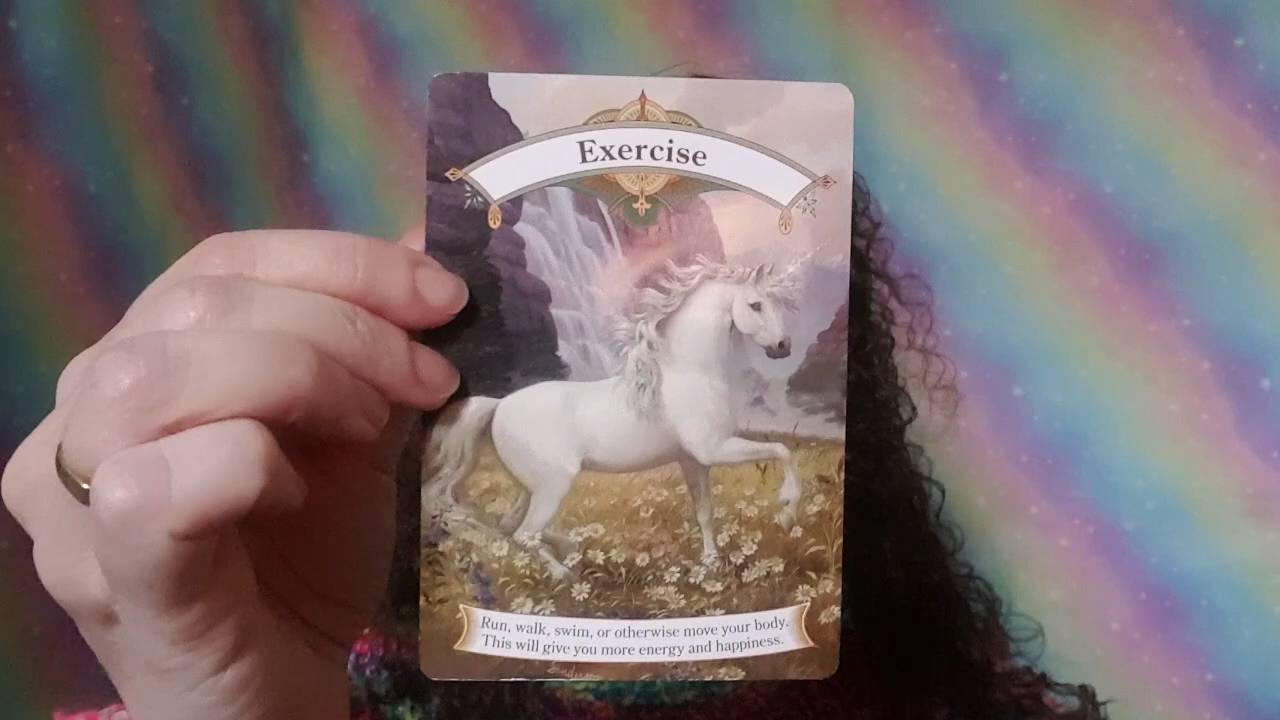 Exercise
Run, walk, swim, or otherwise move your body.
This will give you more energy and happiness.